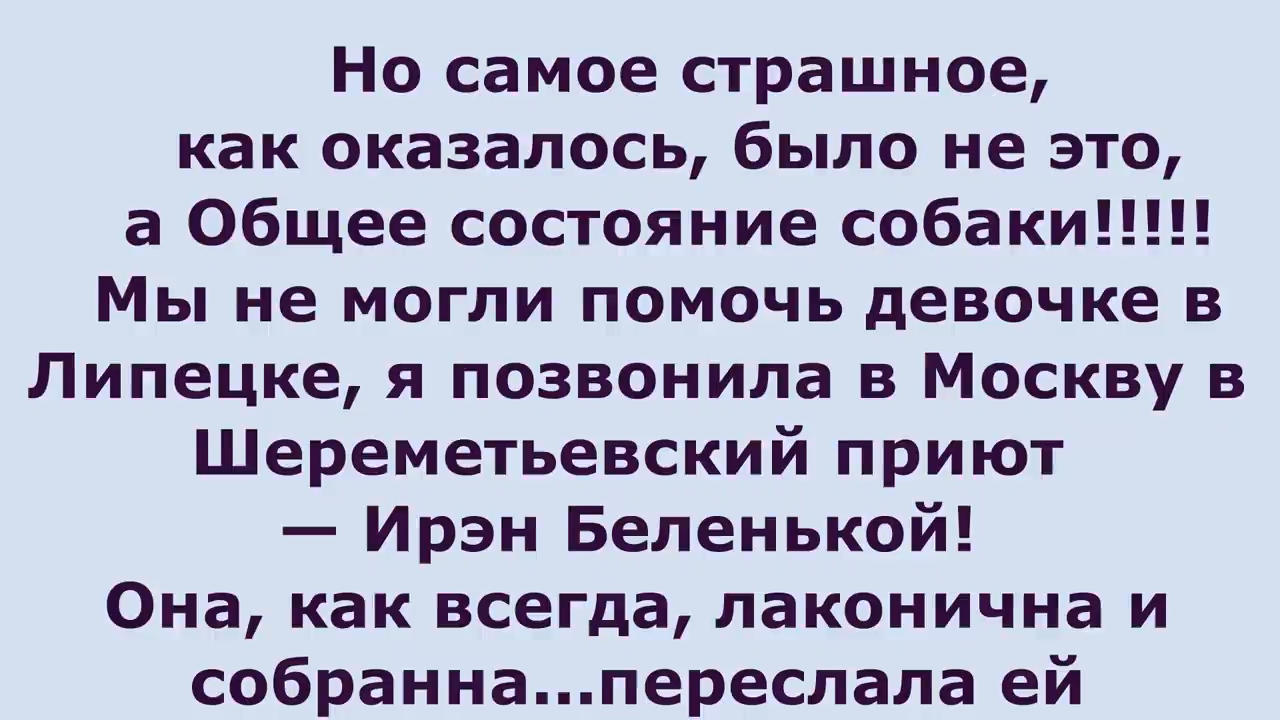 Но самое страшное,
как оказалось, было не это,
а Общее состояние собаки!!!!!
Мы не могли помочь девочке в
Липецке, я позвонила в Москву в
Шереметьевский приют
— Ирэн Беленькой!
Она, как всегда, лаконична и
собранна...переслала ей